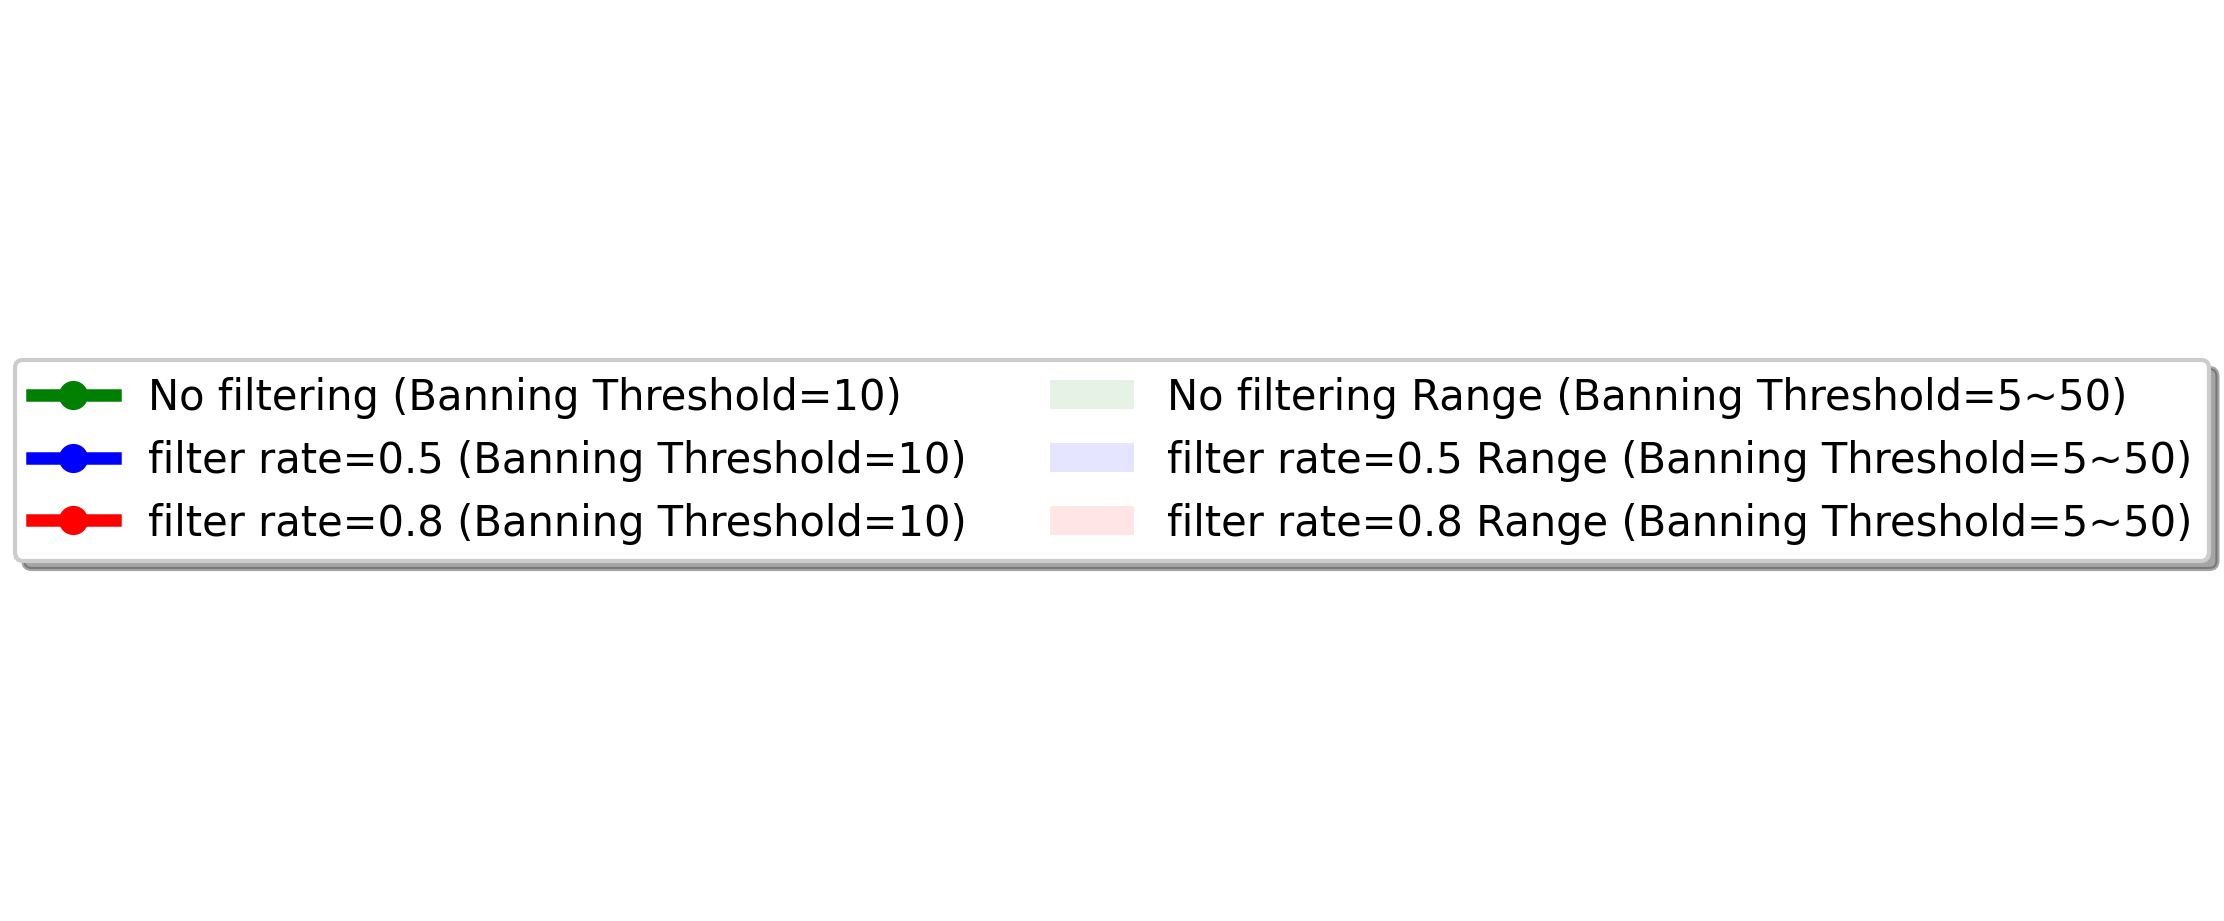 No filtering (Banning Threshold=10)
filter rate=0.5 (Banning Threshold=10)
filter rate=0.8 (Banning Threshold=10)
No filtering Range (Banning Threshold=5~50)
filter rate=0.5 Range (Banning Threshold=5~50)
filter rate=0.8 Range (Banning Threshold=5~50)